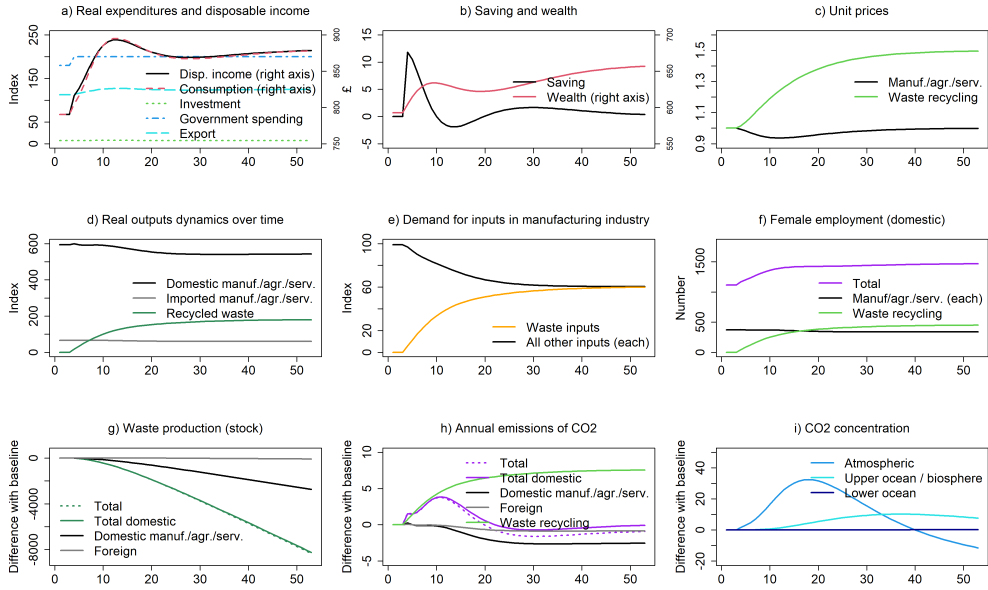 a) Real expenditures and disposable income
Index
0
50
150
250
750
800
850
900
£
0 10 20 30 40 50
Disp. income (right axis)
Consumption (right axis)
Investment
Government spending
Export
b) Saving and wealth
-5
0
5
10
15
550
600
650
700
0 10 20 30 40 50
Saving
Wealth (right axis)
c) Unit prices
0.9
1.1
1.3
1.5
0 10 20 30 40 50
Manuf./agr./serv.
Waste recycling
d) Real outputs dynamics over time
Index
0
200
400
600
0 10 20 30 40 50
Domestic manuf./agr./serv.
Imported manuf./agr./serv.
Recycled waste
e) Demand for inputs in manufacturing industry
Index
0
20
60
100
0 10 20 30 40 50
Waste inputs
All other inputs (each)
f) Female employment (domestic)
Number
0
500
1500
0 10 20 30 40 50
Total
Manuf/agr./serv. (each)
Waste recycling
g) Waste production (stock)
Difference with baseline
-8000
-4000
0
0 10 20 30 40 50
Total
Total domestic
Domestic manuf./agr./serv.
Foreign
h) Annual emissions of CO2
Difference with baseline
-5
0
5
10
0 10 20 30 40 50
Total
Total domestic
Domestic manuf./agr./serv.
Foreign
Waste recycling
i) CO2 concentration
Difference with baseline
-20
0
20
40
0 10 20 30 40 50
Atmospheric
Upper ocean / biosphere
Lower ocean